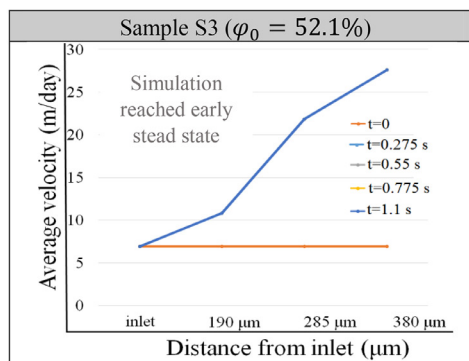 Sample S3 (φ₀ = 52.1%)
Average velocity (m/day)
30
25
20
15
10
5
0
Simulation
reached early
stead state
t=0
t=0.275 s
t=0.55 s
t=0.775 s
t=1.1 s
inlet 190 µm 285 µm 380 µm
Distance from inlet (µm)